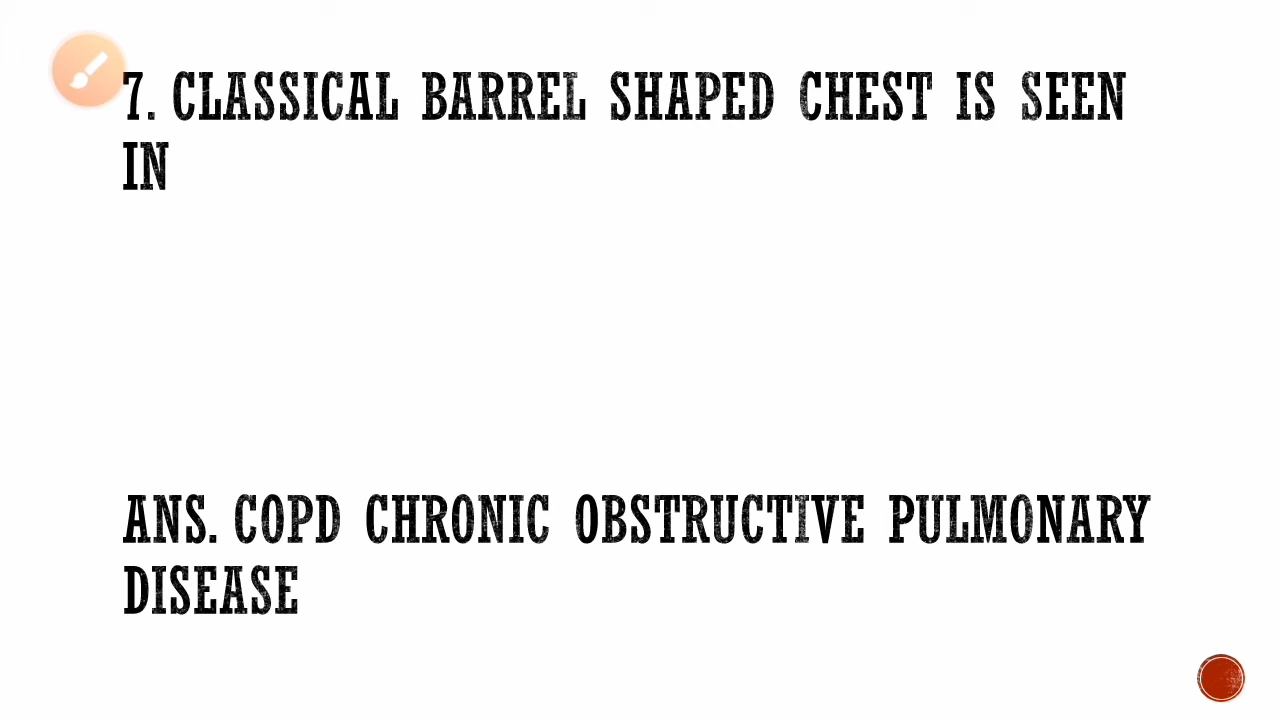 7. CLASSICAL BARREL SHAPED CHEST IS SEEN
IN
ANS. COPD CHRONIC OBSTRUCTIVE PULMONARY
DISEASE